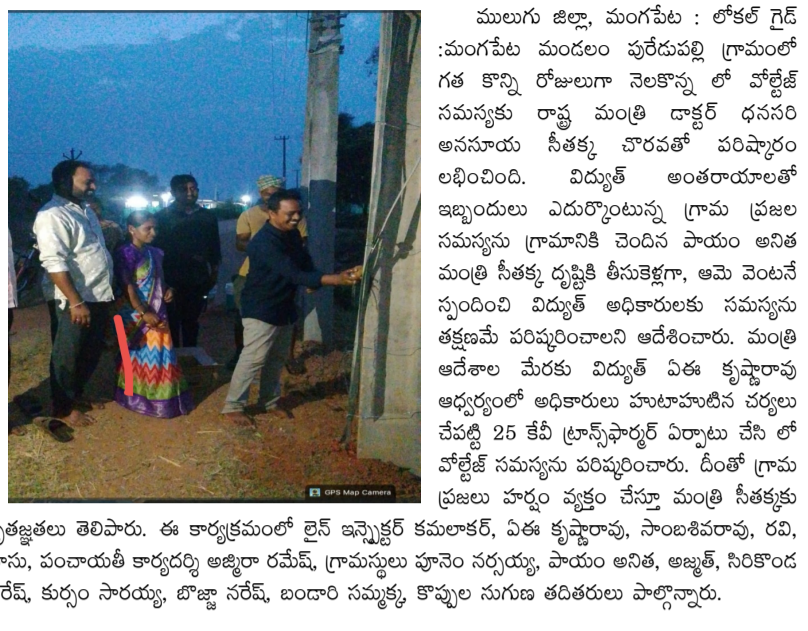 ములుగు జిల్లా, మంగపేట : లోకల్ గైడ్
:మంగపేట మండలం పురేడుపల్లి గ్రామంలో
గత కొన్ని రోజులుగా నెలకొన్న లో వోల్టేజ్
సమస్యకు రాష్ట్ర మంత్రి డాక్టర్ ధనసరి
అనసూయ సీతక్క చొరవతో పరిష్కారం
లభించింది. విద్యుత్ అంతరాయాలతో
ఇబ్బందులు ఎదుర్కొంటున్న గ్రామ ప్రజల
సమస్యను గ్రామానికి చెందిన పాయం అనిత
మంత్రి సీతక్క దృష్టికి తీసుకెళ్లగా, ఆమె వెంటనే
స్పందించి విద్యుత్ అధికారులకు సమస్యను
తక్షణమే పరిష్కరించాలని ఆదేశించారు. మంత్రి
ఆదేశాల మేరకు విద్యుత్ ఏఈ కృష్ణారావు
ఆధ్వర్యంలో అధికారులు హుటాహుటిన చర్యలు
చేపట్టి 25 కేవీ ట్రాన్స్‌ఫార్మర్ ఏర్పాటు చేసి లో
వోల్టేజ్ సమస్యను పరిష్కరించారు. దీంతో గ్రామ
ప్రజలు హర్షం వ్యక్తం చేస్తూ మంత్రి సీతక్కకు
తెలిపారు. ఈ కార్యక్రమంలో లైన్ ఇన్స్పెక్టర్ కమలాకర్, ఏఈ కృష్ణారావు, సాంబశివరావు, రవి,
పంచాయతీ కార్యదర్శి అజ్మీరా రమేష్, గ్రామస్థులు పూనెం నర్సయ్య, పాయం అనిత, అజ్మత్, సిరికొండ
కుర్సం సారయ్య, బొజ్జా నరేష్, బండారి సమ్మక్క, కొప్పుల సుగుణ తదితరులు పాల్గొన్నారు.
GPS Map Camera